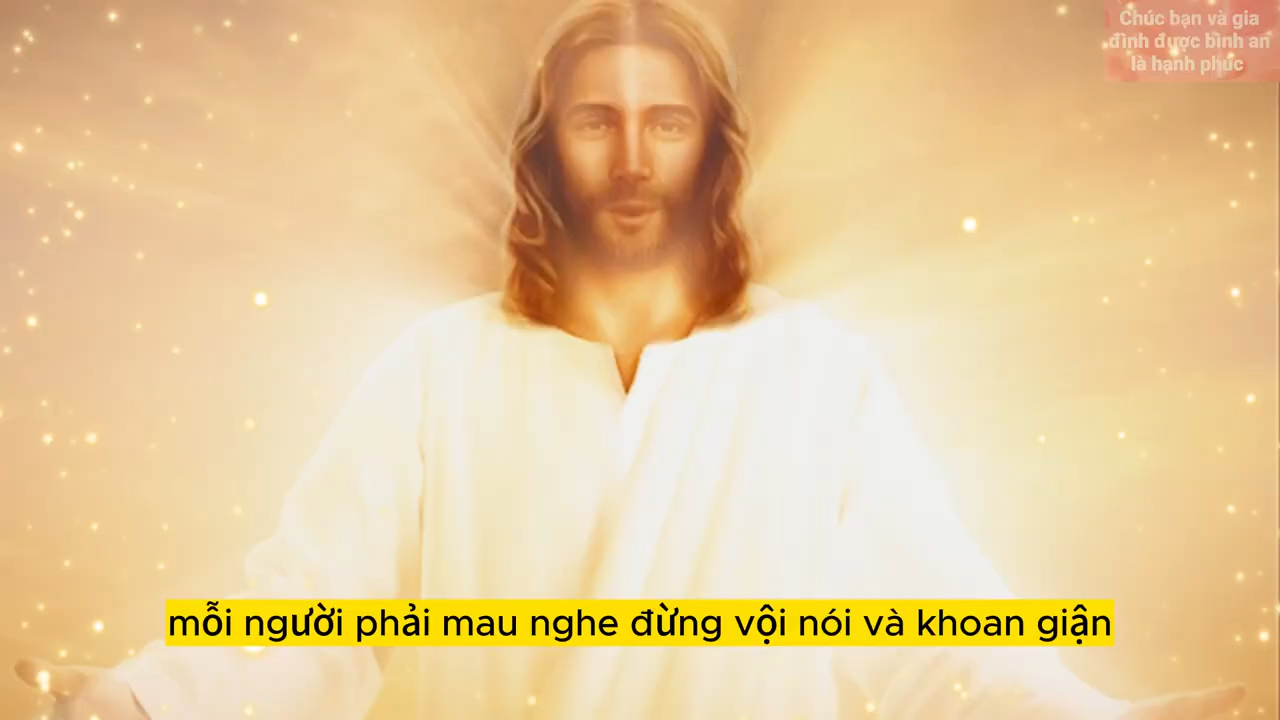 Chúc bạn và gia
đình được bình an
là hạnh phúc
mỗi người phải mau nghe đừng vội nói và khoan giận